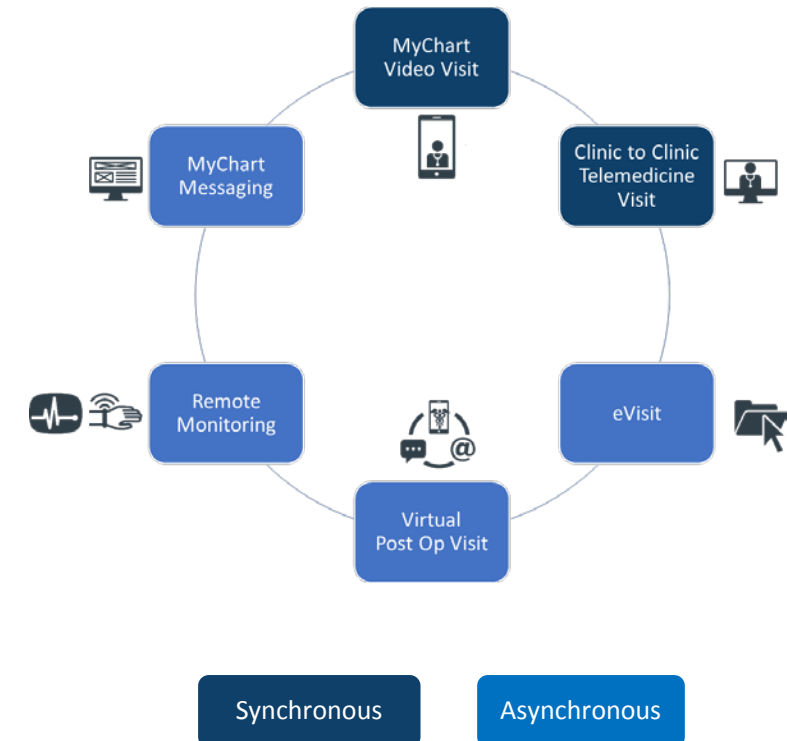 MyChart
Video Visit
MyChart
Messaging
Clinic to Clinic
Telemedicine
Visit
Remote
Monitoring
eVisit
@
Virtual
Post Op Visit
Synchronous
Asynchronous